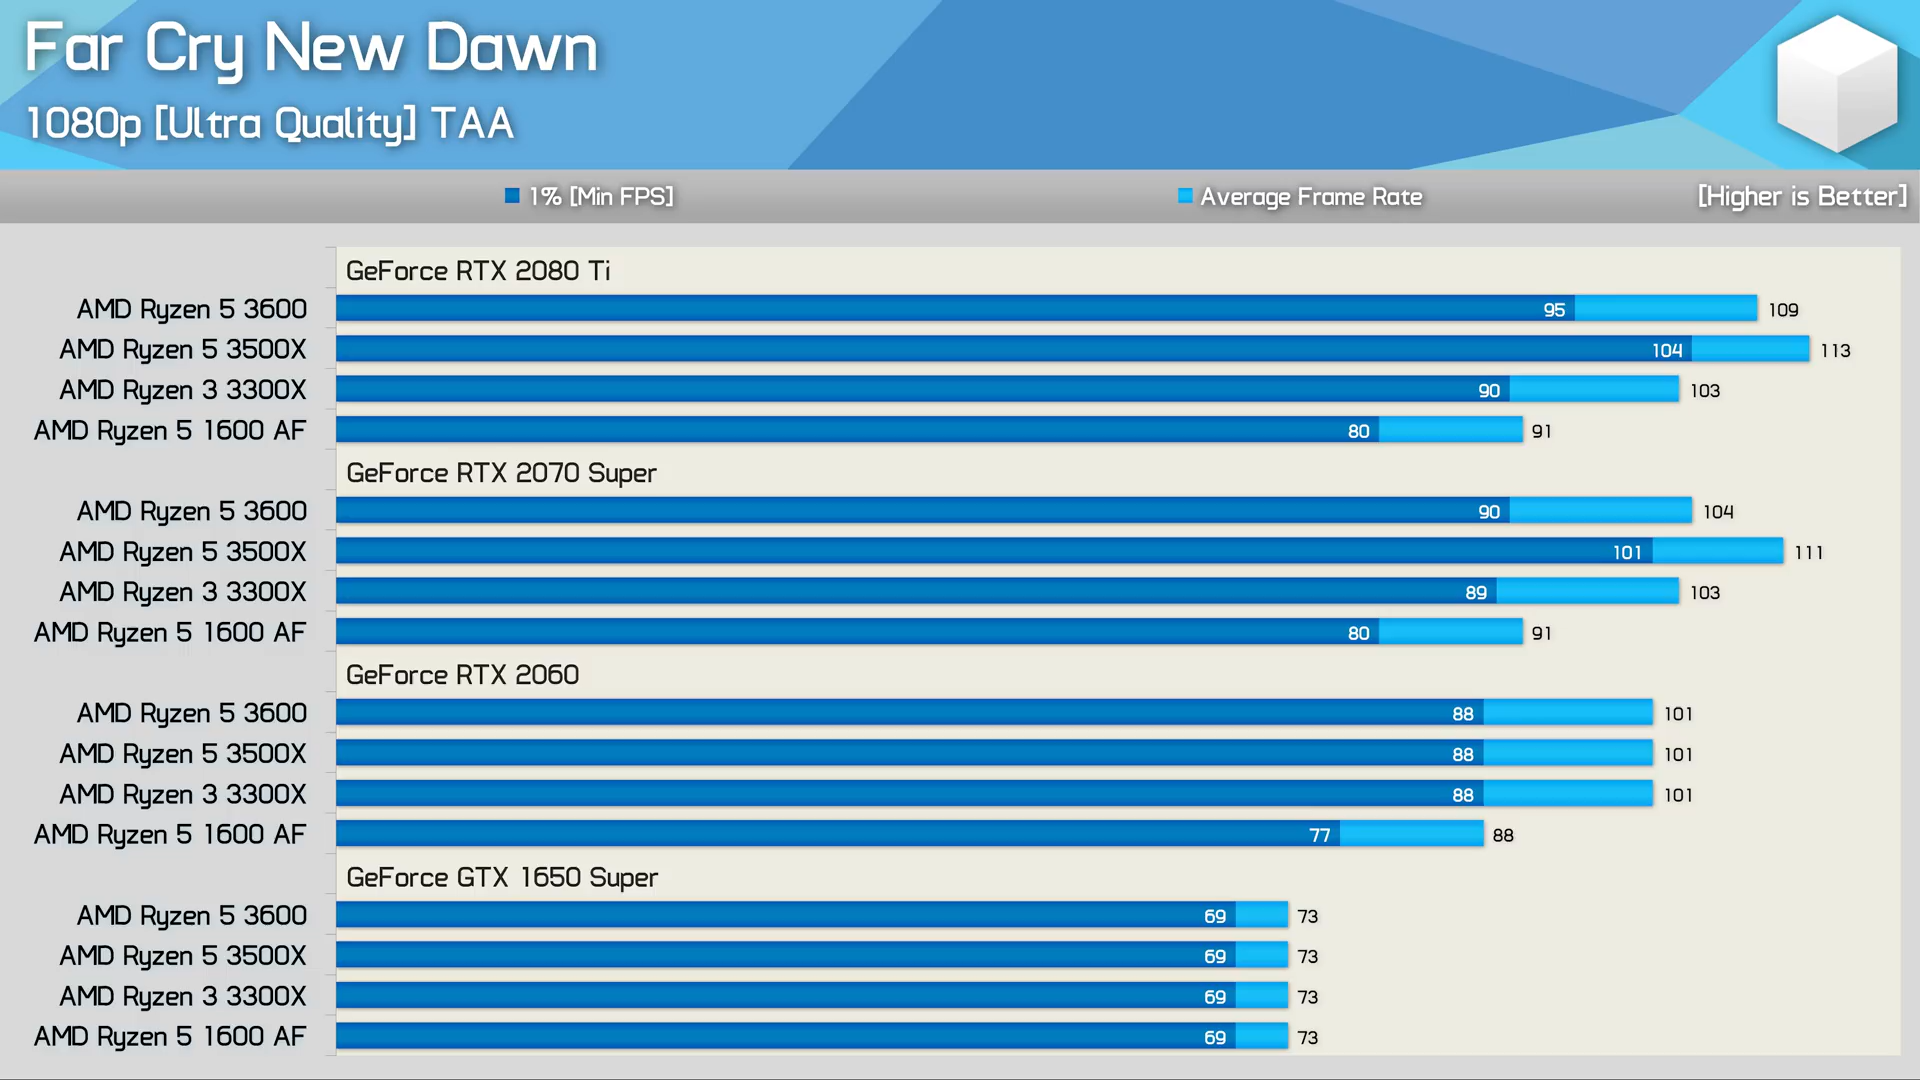 Far Cry New Dawn
1080p [Ultra Quality] TAA
1% [Min FPS] Average Frame Rate [Higher is Better]
GeForce RTX 2080 Ti
AMD Ryzen 5 3600 95 109
AMD Ryzen 5 3500X 104 113
AMD Ryzen 3 3300X 90 103
AMD Ryzen 5 1600 AF 80 91
GeForce RTX 2070 Super
AMD Ryzen 5 3600 90 104
AMD Ryzen 5 3500X 101 111
AMD Ryzen 3 3300X 89 103
AMD Ryzen 5 1600 AF 80 91
GeForce RTX 2060
AMD Ryzen 5 3600 88 101
AMD Ryzen 5 3500X 88 101
AMD Ryzen 3 3300X 88 101
AMD Ryzen 5 1600 AF 77 88
GeForce GTX 1650 Super
AMD Ryzen 5 3600 69 73
AMD Ryzen 5 3500X 69 73
AMD Ryzen 3 3300X 69 73
AMD Ryzen 5 1600 AF 69 73